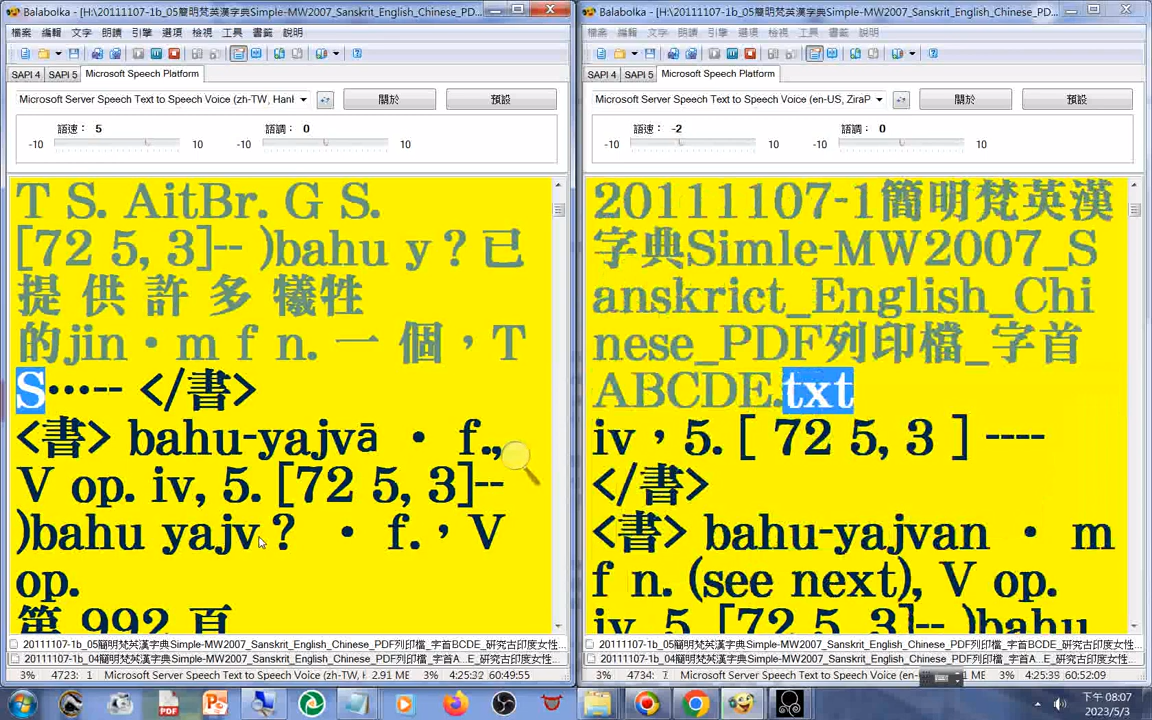 Balabolka - [H:\20111107-1b_05簡明梵英漢字典Simple-MW2007_Sanskrit_English_Chinese_PD...
檔案 編輯 文字 朗讀 引擎 選項 檢視 工具 書籤 說明
SAPI 4 SAPI 5 Microsoft Speech Platform
Microsoft Server Speech Text to Speech Voice (zh-TW, HanH
關於
預設
語速: 5
語調: 0
-10 10 -10 10
T S. AitBr. G S.
[72 5, 3]-- )bahu y？已
提 供 許 多 犧牲
的jin•m f n. 一 個，T
S…-- </書>
<書> bahu-yajvā • f.,
V op. iv, 5. [72 5, 3]--
)bahu yajv？ • f.，V
op.
第 992 頁
20111107-1b_05簡明梵英漢字典Simple-MW2007_Sanskrit_English_Chinese_PDF列印檔_字首BCDE_研究古印度女性...
20111107-1b_04簡明梵英漢字典Simple-MW2007_Sanskrit_English_Chinese_PDF列印檔_字首A...E_研究古印度女性...
3% 4723: 1 Microsoft Server Speech Text to Speech Voice (zh-TW, H 2.91 ME 3% 4:25:32 60:49:55
Balabolka - [H:\20111107-1b_05簡明梵英漢字典Simple-MW2007_Sanskrit_English_Chinese_PD...
檔案 編輯 文字 朗讀 引擎 選項 檢視 工具 書籤 說明
SAPI 4 SAPI 5 Microsoft Speech Platform
Microsoft Server Speech Text to Speech Voice (en-US, ZiraP
關於
預設
語速: -2
語調: 0
-10 10 -10 10
20111107-1簡明梵英漢
字典Simle-MW2007_S
anskrict_English_Chi
nese_PDF列印檔_字首
ABCDE.txt
iv，5. [ 72 5, 3 ] ----
</書>
<書> bahu-yajvan • m
f n. (see next), V op.
iv, 5. [72 5, 3]-- )bahu
20111107-1b_05簡明梵英漢字典Simple-MW2007_Sanskrit_English_Chinese_PDF列印檔_字首BCDE_研究古印度女性...
20111107-1b_04簡明梵英漢字典Simple-MW2007_Sanskrit_English_Chinese_PDF列印檔_字首A...E_研究古印度女性...
3% 4734: 7 Microsoft Server Speech Text to Speech Voice (en-US 2.91 ME 3% 4:25:39 60:52:09
PDF
下午 08:07
2023/5/3